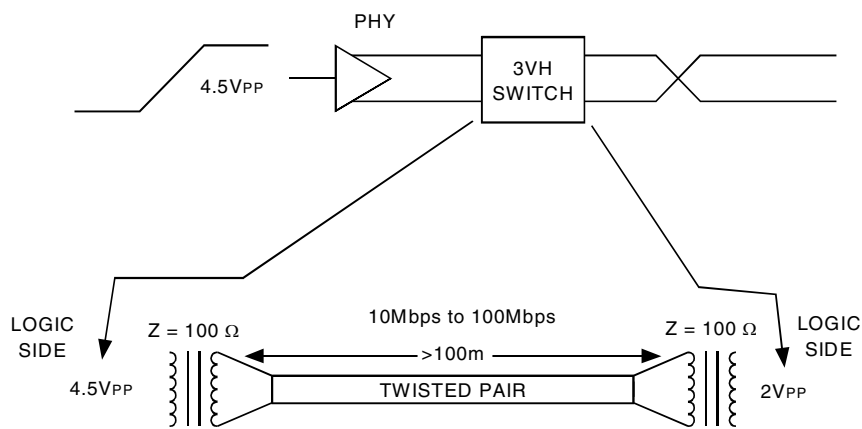 PHY
4.5VPP
3VH
SWITCH
10Mbps to 100Mbps
LOGIC
SIDE
Z = 100 Ω
>100m
Z = 100 Ω
LOGIC
SIDE
4.5VPP
TWISTED PAIR
2VPP